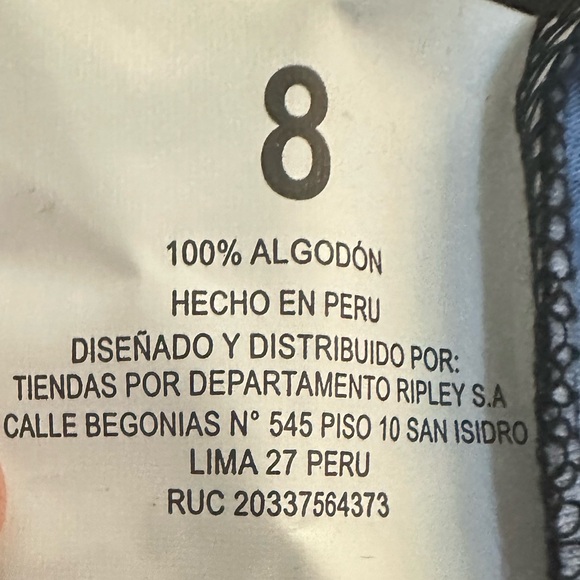 8
100% ALGODÓN
HECHO EN PERU
DISEÑADO Y DISTRIBUIDO POR:
TIENDAS POR DEPARTAMENTO RIPLEY S.A
CALLE BEGONIAS N° 545 PISO 10 SAN ISIDRO
LIMA 27 PERU
RUC 20337564373